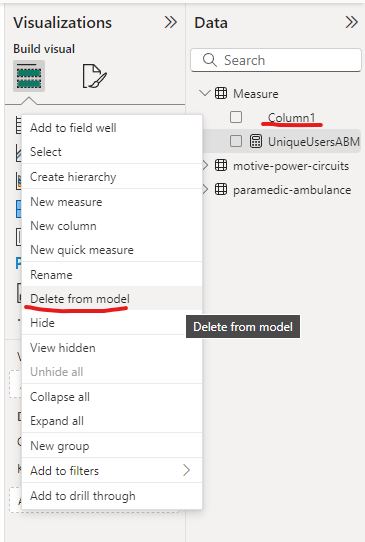 Visualizations
Data
Build visual
Search
Measure
Column1
UniqueUsersABM
motive-power-circuits
paramedic-ambulance
Add to field well
Select
Create hierarchy
New measure
New column
New quick measure
Rename
Delete from model
Delete from model
Hide
View hidden
Unhide all
Collapse all
Expand all
New group
Add to filters
Add to drill through